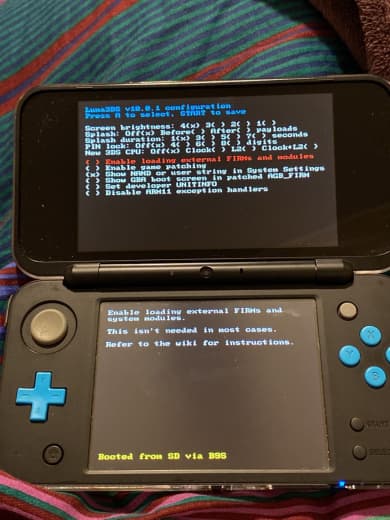 Luma3DS v10.0.1 configuration
Press A to select, START to save
Screen brightness: 4(x) 3( ) 2( ) 1( )
Splash: Off(x) Before( ) After( ) payloads
Splash duration: 1(x) 3( ) 5( ) 7( ) seconds
PIN lock: Off(x) 4( ) 6( ) 8( ) digits
New 3DS CPU: Off(x) Clock( ) L2( ) Clock+L2( )
( ) Enable loading external FIRMs and modules
( ) Enable game patching
(x) Show NAND or user string in System Settings
( ) Show GBA boot screen in patched AGB_FIRM
( ) Set developer UNITINFO
( ) Disable ARM11 exception handlers
Enable loading external FIRMs and
system modules.
This isn't needed in most cases.
Refer to the wiki for instructions.
X
Y
B
START
SELECT
Booted from SD via B9S